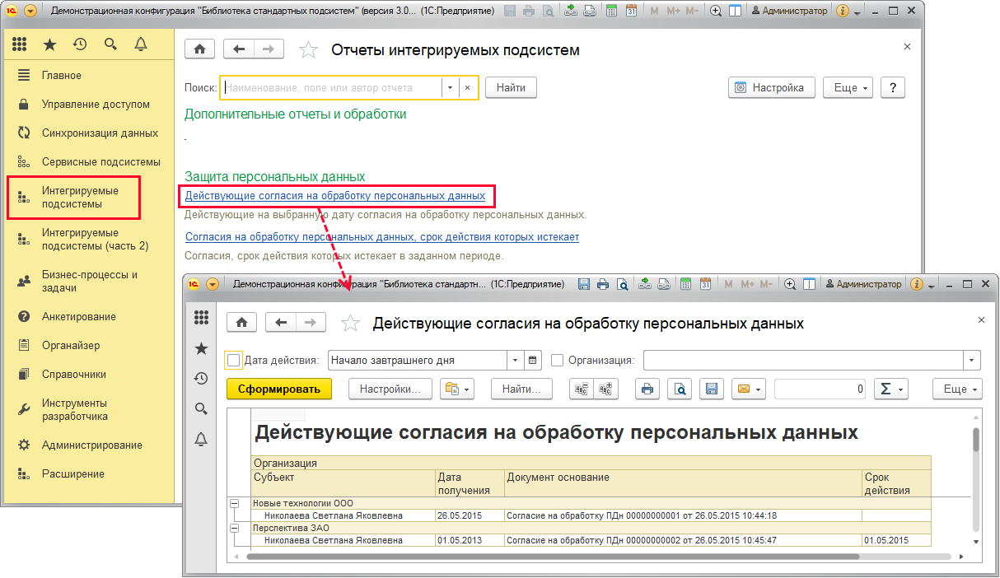 Демонстрационная конфигурация "Библиотека стандартных подсистем" (версия 3.0... (1С:Предприятие)
M M+ M- Администратор
Главное
Управление доступом
Синхронизация данных
Сервисные подсистемы
Интегрируемые
подсистемы
Интегрируемые
подсистемы (часть 2)
Бизнес-процессы и
задачи
Анкетирование
Органайзер
Справочники
Инструменты
разработчика
Администрирование
Расширение
Отчеты интегрируемых подсистем
Поиск: Наименование, поле или автор отчета Найти Настройка Еще ?
Дополнительные отчеты и обработки
.
Защита персональных данных
Действующие согласия на обработку персональных данных
Действующие на выбранную дату согласия на обработку персональных данных.
Согласия на обработку персональных данных, срок действия которых истекает
Согласия, срок действия которых истекает в заданном периоде.
Демонстрационная конфигурация "Библиотека стандартн... (1С:Предприятие)
M M+ M- Администратор
Действующие согласия на обработку персональных данных
Дата действия: Начало завтрашнего дня Организация:
Сформировать Настройки... Найти... 0 Σ Еще
Действующие согласия на обработку персональных данных
Организация
Субъект Дата получения Документ основание Срок действия
Новые технологии ООО
Николаева Светлана Яковлевна 26.05.2015 Согласие на обработку ПДн 00000000001 от 26.05.2015 10:44:18
Перспектива ЗАО
Николаева Светлана Яковлевна 01.05.2013 Согласие на обработку ПДн 00000000002 от 26.05.2015 10:45:47 01.05.2015